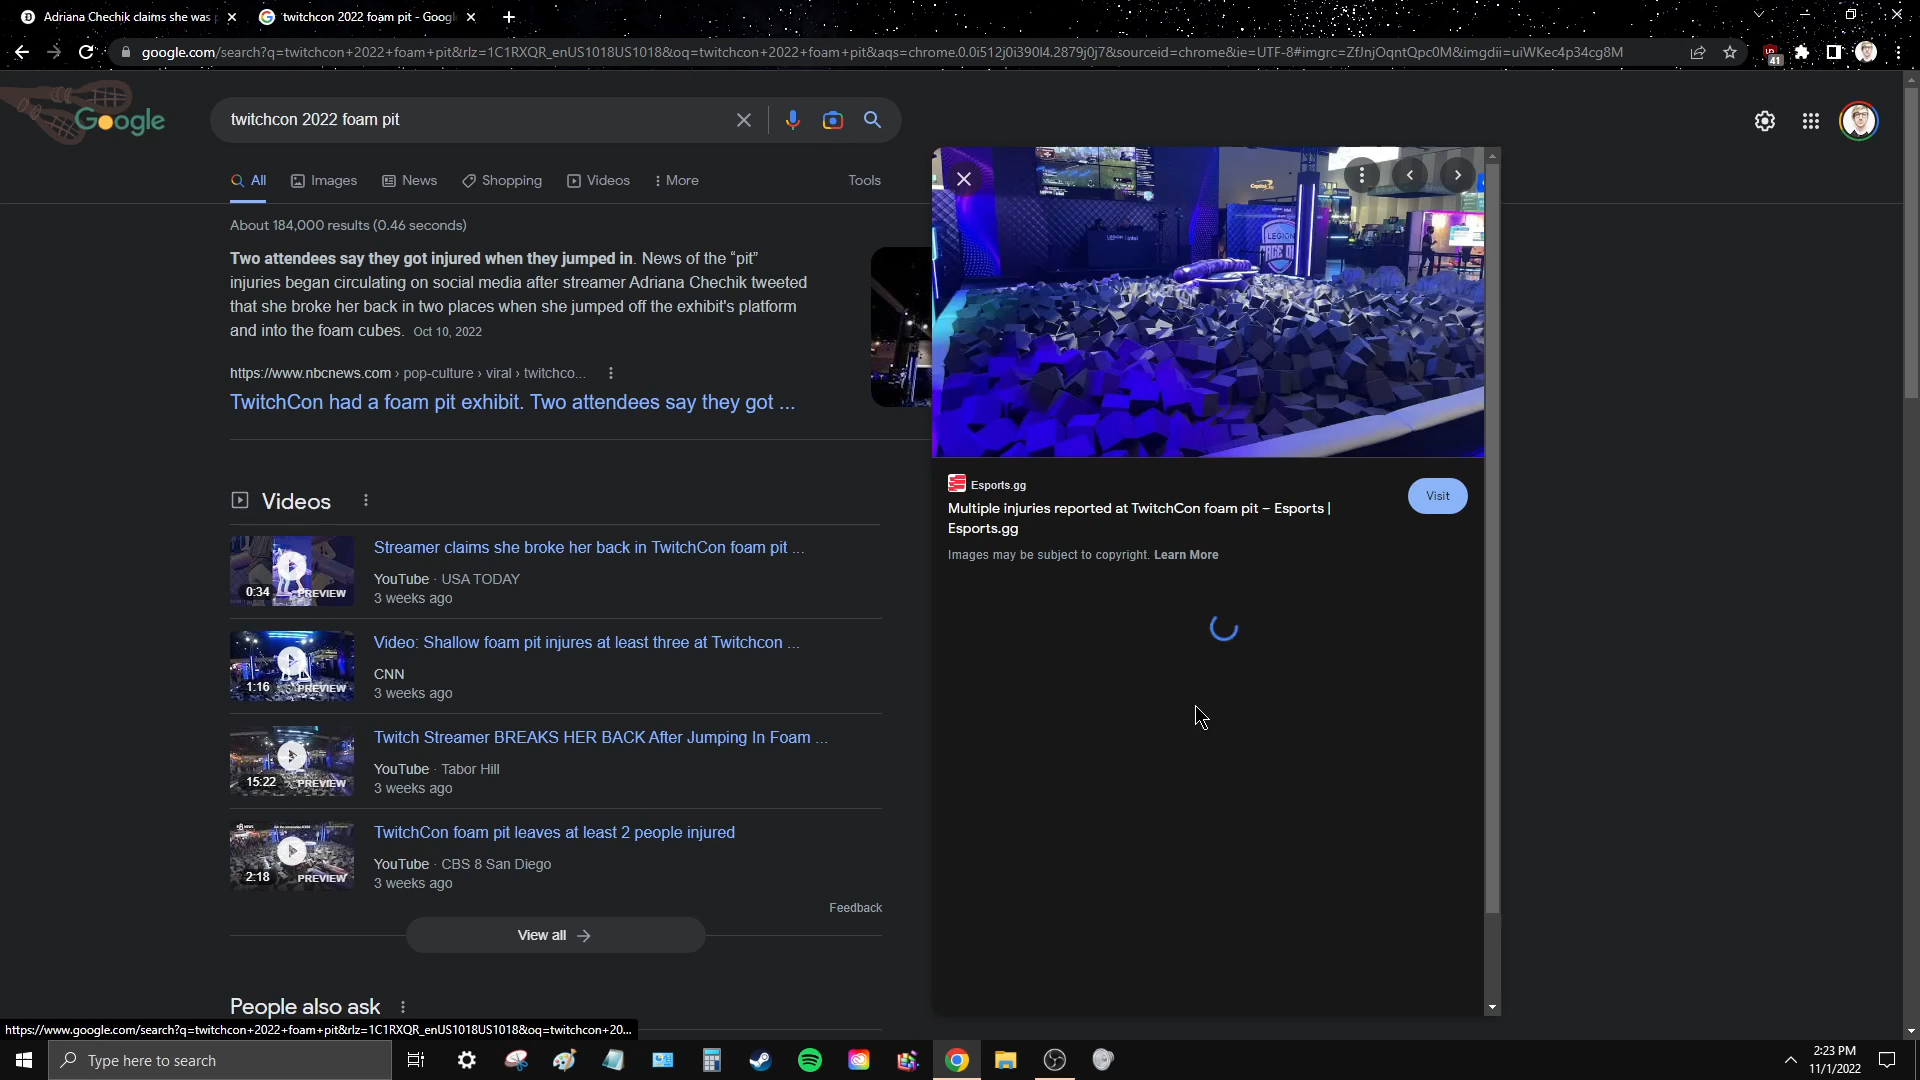 Adriana Chechik claims she was
twitchcon 2022 foam pit - Googl
google.com/search?q=twitchcon+2022+foam+pit&rlz=1C1RXQR_enUS1018US1018&oq=twitchcon+2022+foam+pit&aqs=chrome.0.0i512j0i390l4.2879j0j7&sourceid=chrome&ie=UTF-8#imgrc=ZfJnjOqntQpc0M&imgdii=uiWKec4p34cg8M
41
Google
twitchcon 2022 foam pit
All
Images
News
Shopping
Videos
More
Tools
About 184,000 results (0.46 seconds)
Two attendees say they got injured when they jumped in. News of the “pit”
injuries began circulating on social media after streamer Adriana Chechik tweeted
that she broke her back in two places when she jumped off the exhibit's platform
and into the foam cubes. Oct 10, 2022
https://www.nbcnews.com › pop-culture › viral › twitchco...
TwitchCon had a foam pit exhibit. Two attendees say they got ...
LEGION
Esports.gg
Multiple injuries reported at TwitchCon foam pit – Esports |
Esports.gg
Visit
Images may be subject to copyright. Learn More
Videos
Streamer claims she broke her back in TwitchCon foam pit ...
YouTube · USA TODAY
3 weeks ago
0:34
PREVIEW
Video: Shallow foam pit injures at least three at Twitchcon ...
CNN
3 weeks ago
1:16
PREVIEW
Twitch Streamer BREAKS HER BACK After Jumping In Foam ...
YouTube · Tabor Hill
3 weeks ago
15:22
PREVIEW
TwitchCon foam pit leaves at least 2 people injured
YouTube · CBS 8 San Diego
3 weeks ago
2:18
PREVIEW
Feedback
View all
People also ask
https://www.google.com/search?q=twitchcon+2022+foam+pit&rlz=1C1RXQR_enUS1018US1018&oq=twitchcon+20...
Type here to search
2:23 PM
11/1/2022